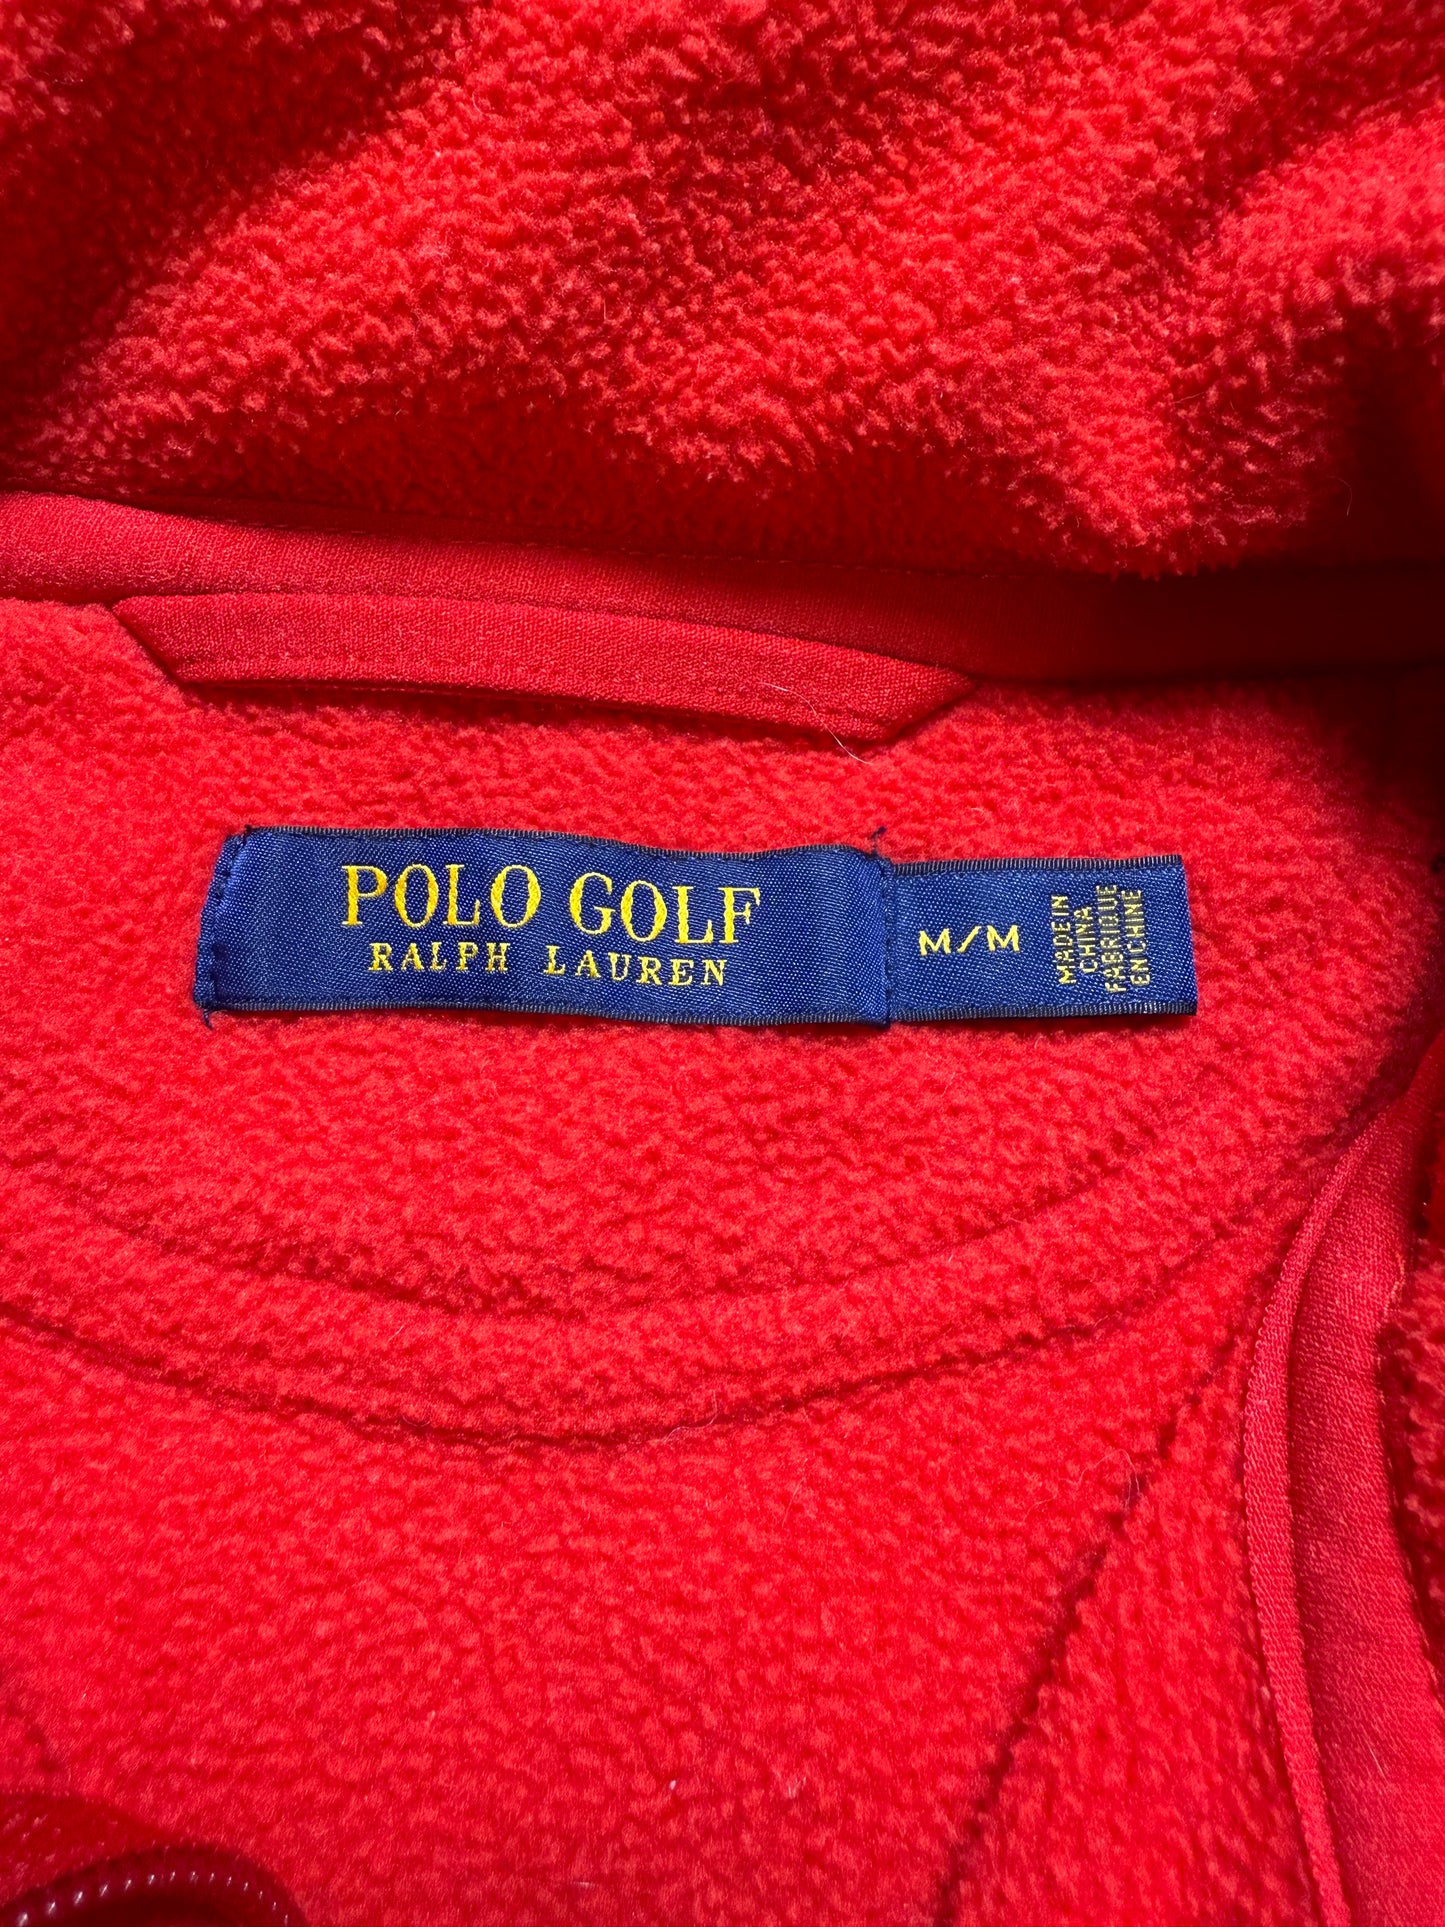 POLO GOLF
RALPH LAUREN
M/M
MADE IN
CHINA
FABRIQUE
EN CHINE